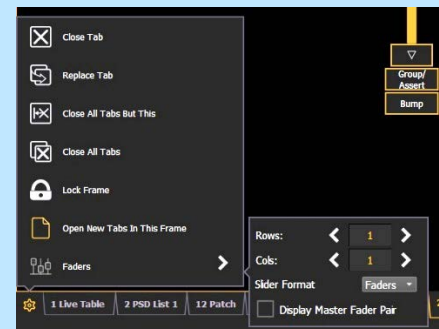 Close Tab
Replace Tab
Close All Tabs But This
Close All Tabs
Lock Frame
Open New Tabs In This Frame
Faders
Group/
Assert
Bump
Rows: 1
Cols: 1
Slider Format Faders
Display Master Fader Pair
1 Live Table 2 PSD List 1 12 Patch